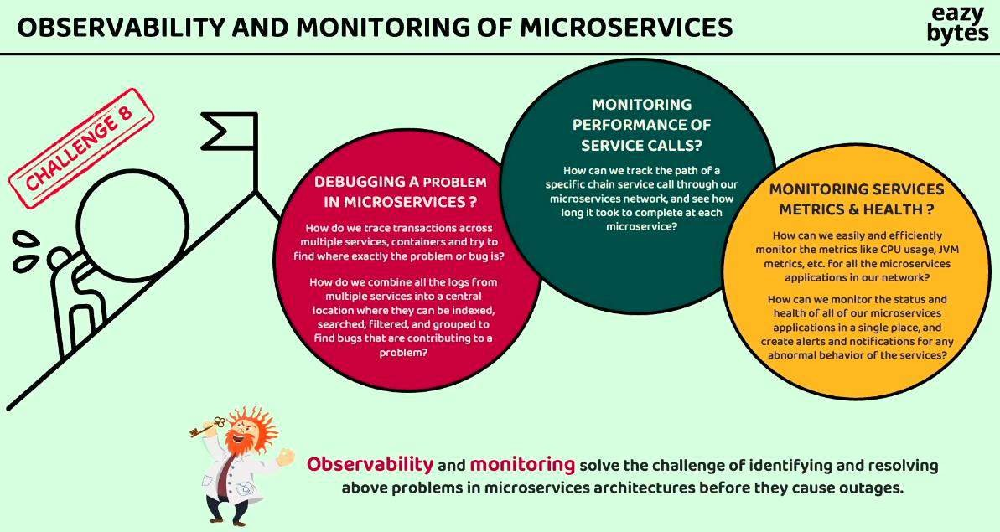 OBSERVABILITY AND MONITORING OF MICROSERVICES
eazy
bytes
CHALLENGE 8
DEBUGGING A PROBLEM
IN MICROSERVICES ?
How do we trace transactions across
multiple services, containers and try to
find where exactly the problem or bug is?
How do we combine all the logs from
multiple services into a central
location where they can be indexed,
searched, filtered, and grouped to
find bugs that are contributing to a
problem?
MONITORING
PERFORMANCE OF
SERVICE CALLS?
How can we track the path of a
specific chain service call through our
microservices network, and see how
long it took to complete at each
microservice?
MONITORING SERVICES
METRICS & HEALTH ?
How can we easily and efficiently
monitor the metrics like CPU usage, JVM
metrics, etc. for all the microservices
applications in our network?
How can we monitor the status and
health of all of our microservices
applications in a single place, and
create alerts and notifications for any
abnormal behavior of the services?
Observability and monitoring solve the challenge of identifying and resolving
above problems in microservices architectures before they cause outages.